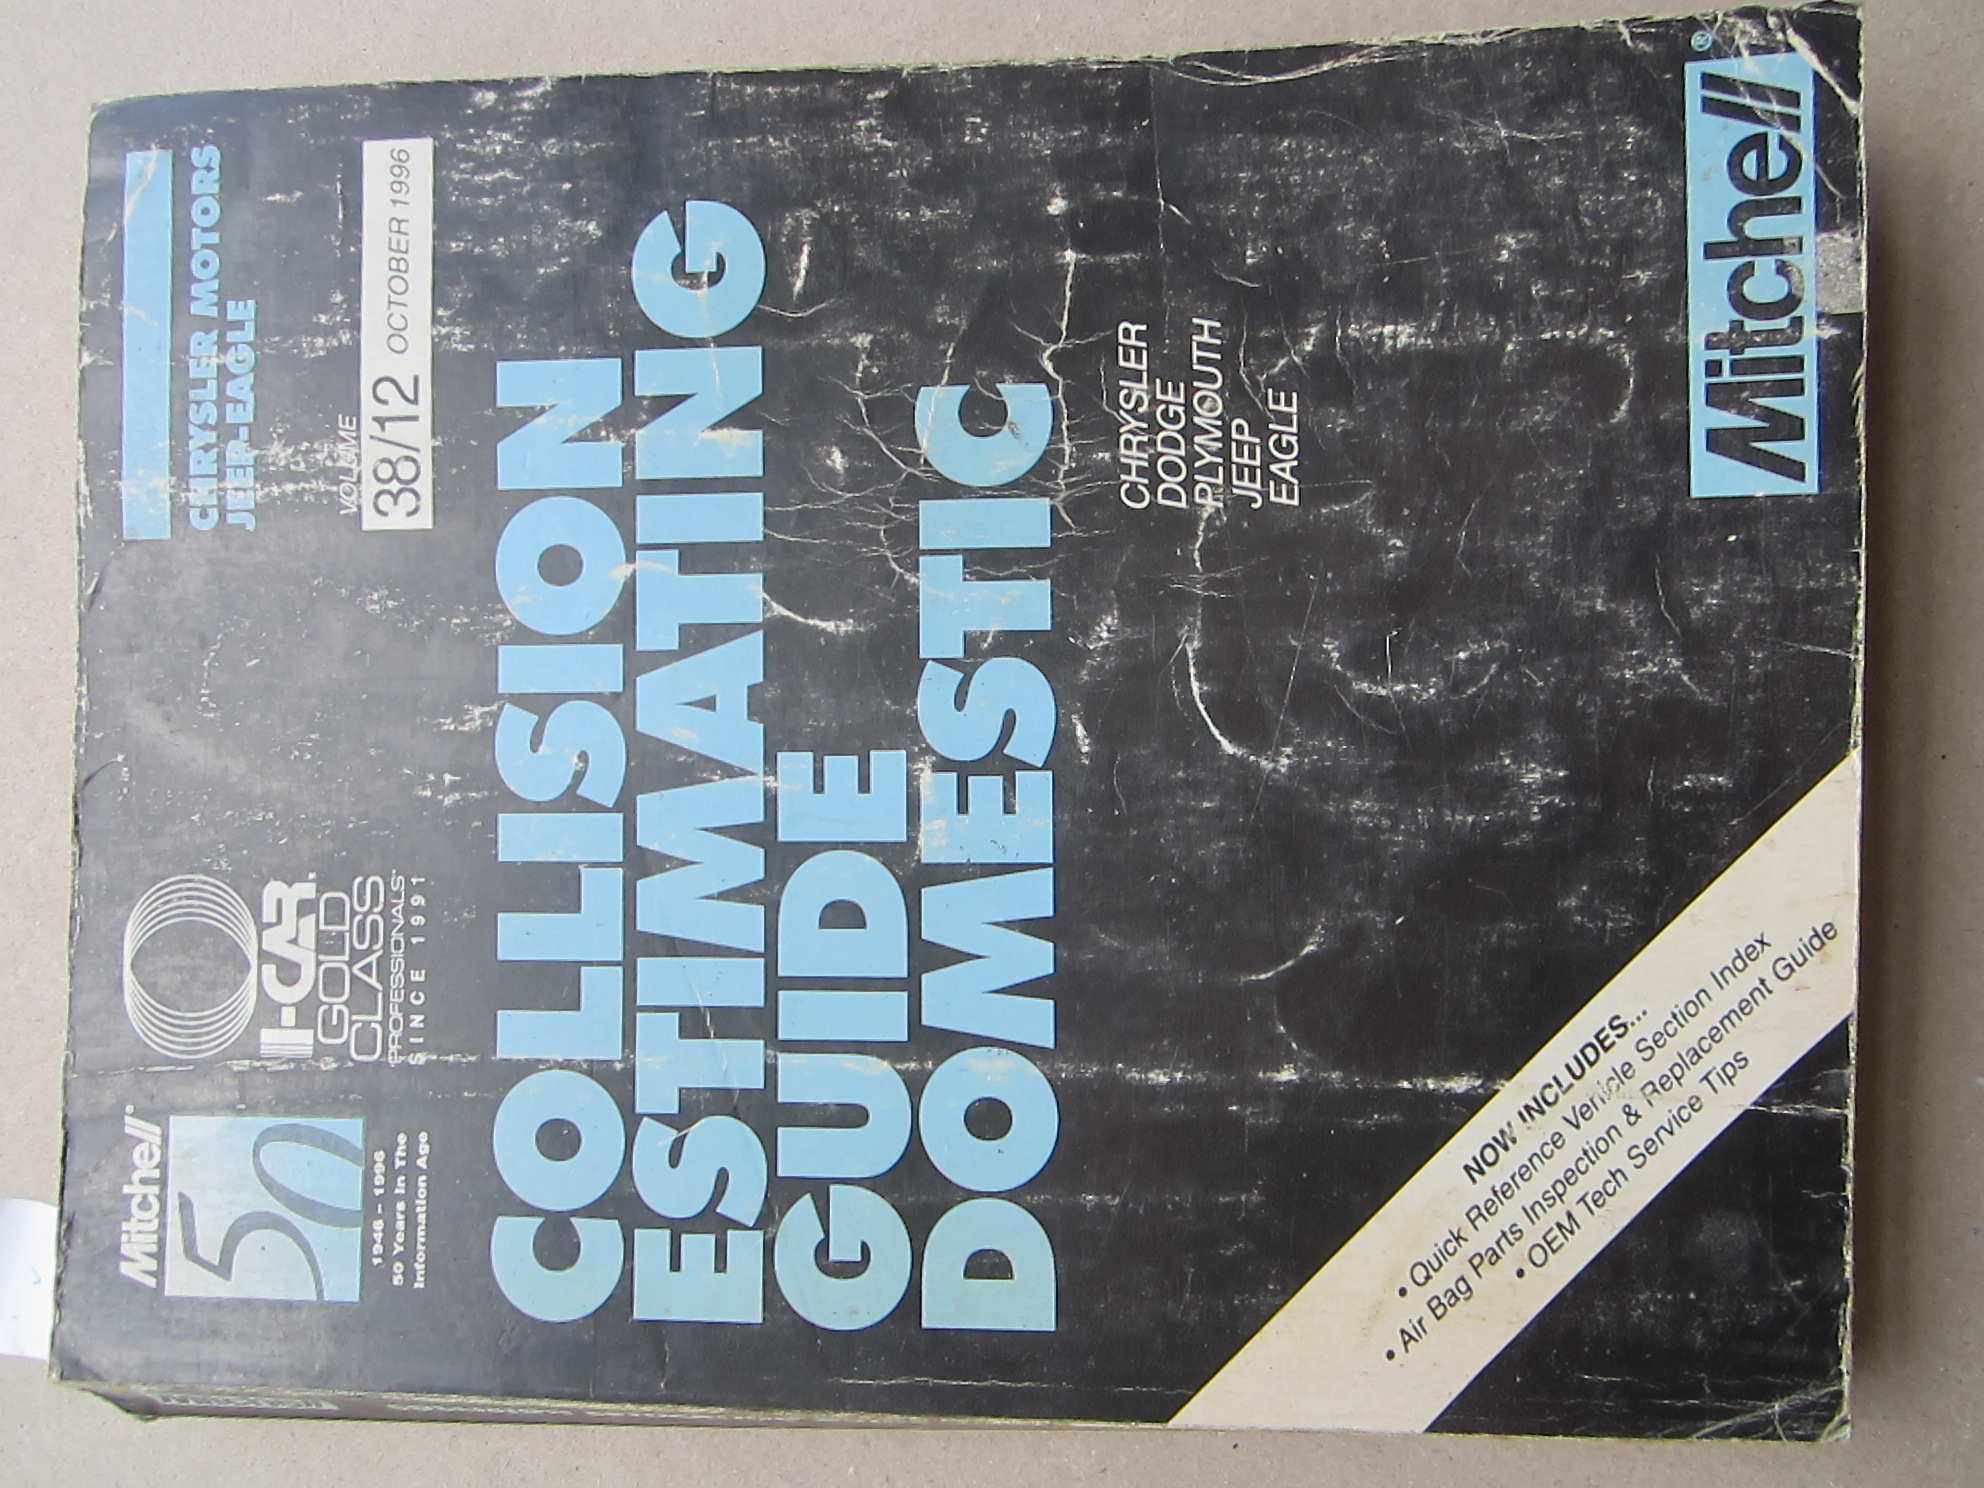 Mitchell®
50
1946 – 1996
50 Years In The
Information Age
I-CAR®
GOLD
CLASS
PROFESSIONALS™
SINCE 1991
CHRYSLER MOTORS
JEEP-EAGLE
VOLUME
38/12 OCTOBER 1996
COLLISION
ESTIMATING
GUIDE
DOMESTIC
CHRYSLER
DODGE
PLYMOUTH
JEEP
EAGLE
NOW INCLUDES...
• Quick Reference Vehicle Section Index
• Air Bag Parts Inspection & Replacement Guide
• OEM Tech Service Tips
Mitchell®